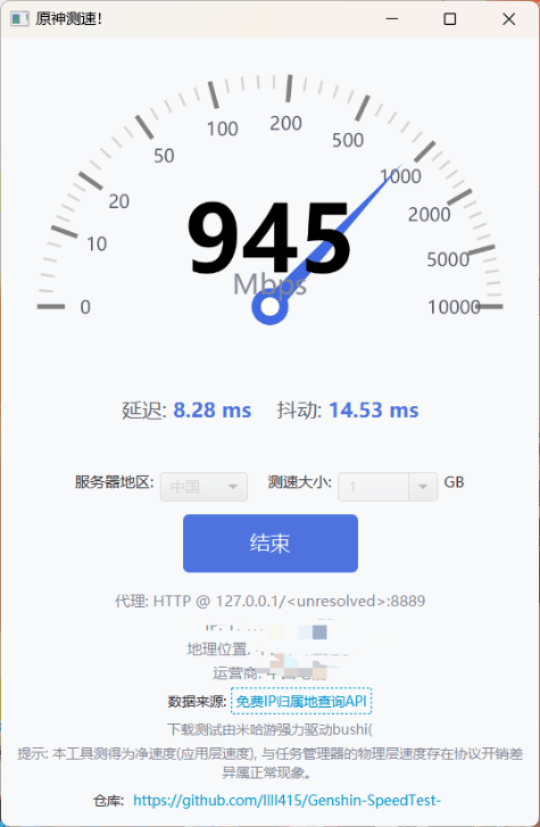 原神测速!
0
10
20
50
100
200
500
1000
2000
5000
10000
945
Mbps
延迟: 8.28 ms 抖动: 14.53 ms
服务器地区: 中国 测速大小: 1 GB
结束
代理: HTTP @ 127.0.0.1/<unresolved>:8889
地理位置:
运营商: 中国
数据来源: 免费IP归属地查询API
下载测试由米哈游强力驱动bushi(
提示: 本工具测得为净速度(应用层速度), 与任务管理器的物理层速度存在协议开销差
异属正常现象。
仓库: https://github.com/llll415/Genshin-SpeedTest-